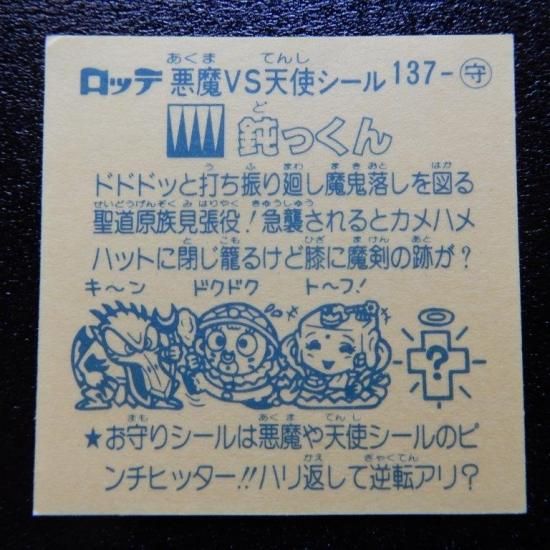 あくま てんし
ロッテ 悪魔VS天使シール 137-守
ど
鈍っくん
う ふ まわ まきおと はか
ドドドッと打ち振り廻し魔鬼落しを図る
せいどうげんぞくみはりやく きゅうしゅう
聖道原族見張役!急襲されるとカメハメ
と こも ひざ まけん あと
ハットに閉じ籠るけど膝に魔剣の跡が?
キ〜ン ドクドク ト〜フ!
?
まも あくま てんし
★お守りシールは悪魔や天使シールのピ
かえ ぎゃくてん
ンチヒッター!!ハリ返して逆転アリ?